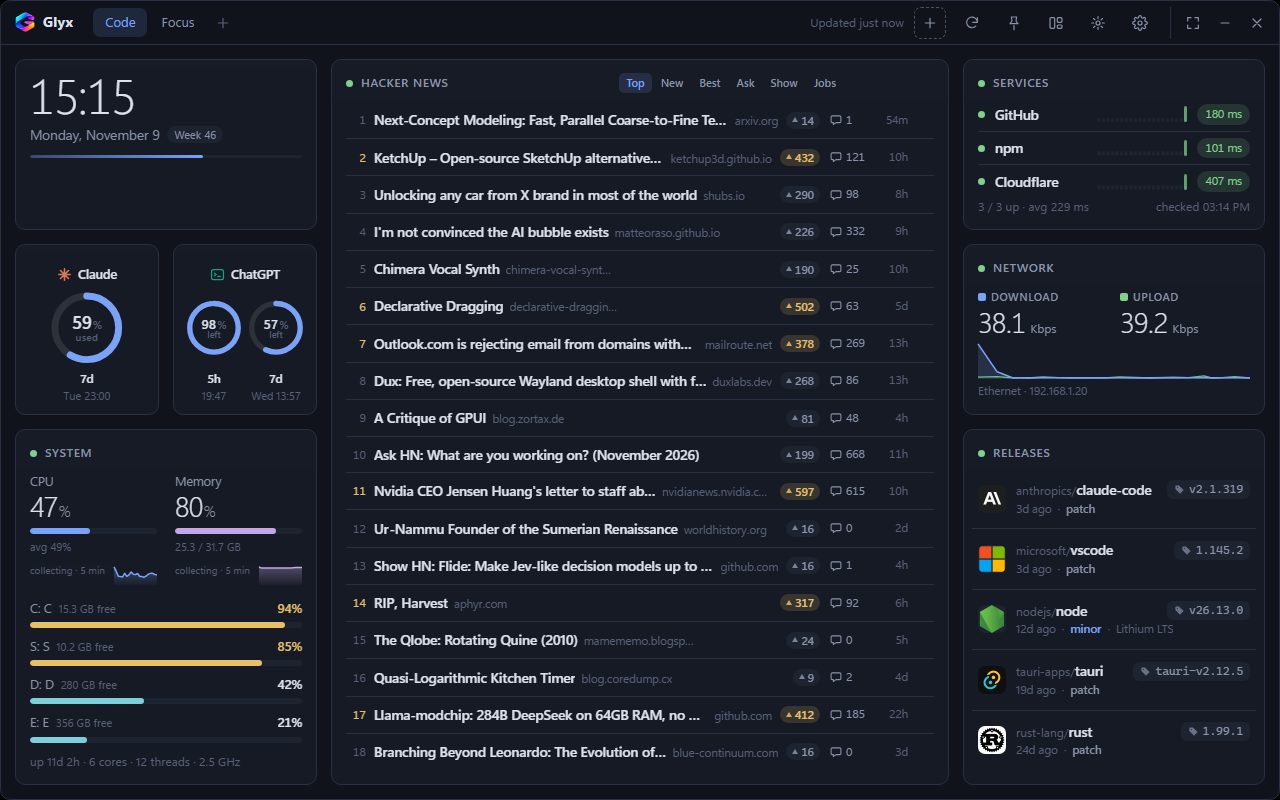 Glyx Code Focus + Updated just now
15:15
Monday, November 9 Week 46
Claude
59% used
7d
Tue 23:00
ChatGPT
98% left 57% left
5h 7d
19:47 Wed 13:57
SYSTEM
CPU Memory
47% 80%
avg 49% 25.3 / 31.7 GB
collecting · 5 min collecting · 5 min
C: C 15.3 GB free 94%
S: S 10.2 GB free 85%
D: D 280 GB free 42%
E: E 356 GB free 21%
up 11d 2h · 6 cores · 12 threads · 2.5 GHz
HACKER NEWS Top New Best Ask Show Jobs
1 Next-Concept Modeling: Fast, Parallel Coarse-to-Fine Te... arxiv.org 14 1 54m
2 KetchUp – Open-source SketchUp alternative... ketchup3d.github.io 432 121 10h
3 Unlocking any car from X brand in most of the world shubs.io 290 98 8h
4 I'm not convinced the AI bubble exists matteoraso.github.io 226 332 9h
5 Chimera Vocal Synth chimera-vocal-synt... 190 25 10h
6 Declarative Dragging declarative-draggin... 502 63 5d
7 Outlook.com is rejecting email from domains with... mailroute.net 378 269 13h
8 Dux: Free, open-source Wayland desktop shell with f... duxlabs.dev 268 86 13h
9 A Critique of GPUI blog.zortax.de 81 48 4h
10 Ask HN: What are you working on? (November 2026) 199 668 11h
11 Nvidia CEO Jensen Huang's letter to staff ab... nvidianews.nvidia.c... 597 615 10h
12 Ur-Nammu Founder of the Sumerian Renaissance worldhistory.org 16 0 2d
13 Show HN: Flide: Make Jev-like decision models up to ... github.com 16 1 4h
14 RIP, Harvest aphyr.com 317 92 6h
15 The Qlobe: Rotating Quine (2010) mamememo.blogsp... 24 0 5h
16 Quasi-Logarithmic Kitchen Timer blog.coredump.cx 9 2 4d
17 Llama-modchip: 284B DeepSeek on 64GB RAM, no ... github.com 412 185 22h
18 Branching Beyond Leonardo: The Evolution of... blue-continuum.com 16 0 3d
SERVICES
GitHub 180 ms
npm 101 ms
Cloudflare 407 ms
3 / 3 up · avg 229 ms checked 03:14 PM
NETWORK
DOWNLOAD UPLOAD
38.1 Kbps 39.2 Kbps
Ethernet · 192.168.1.20
RELEASES
anthropics/claude-code v2.1.319
3d ago · patch
microsoft/vscode 1.145.2
3d ago · patch
nodejs/node v26.13.0
12d ago · minor · Lithium LTS
tauri-apps/tauri tauri-v2.12.5
19d ago · patch
rust-lang/rust 1.99.1
24d ago · patch